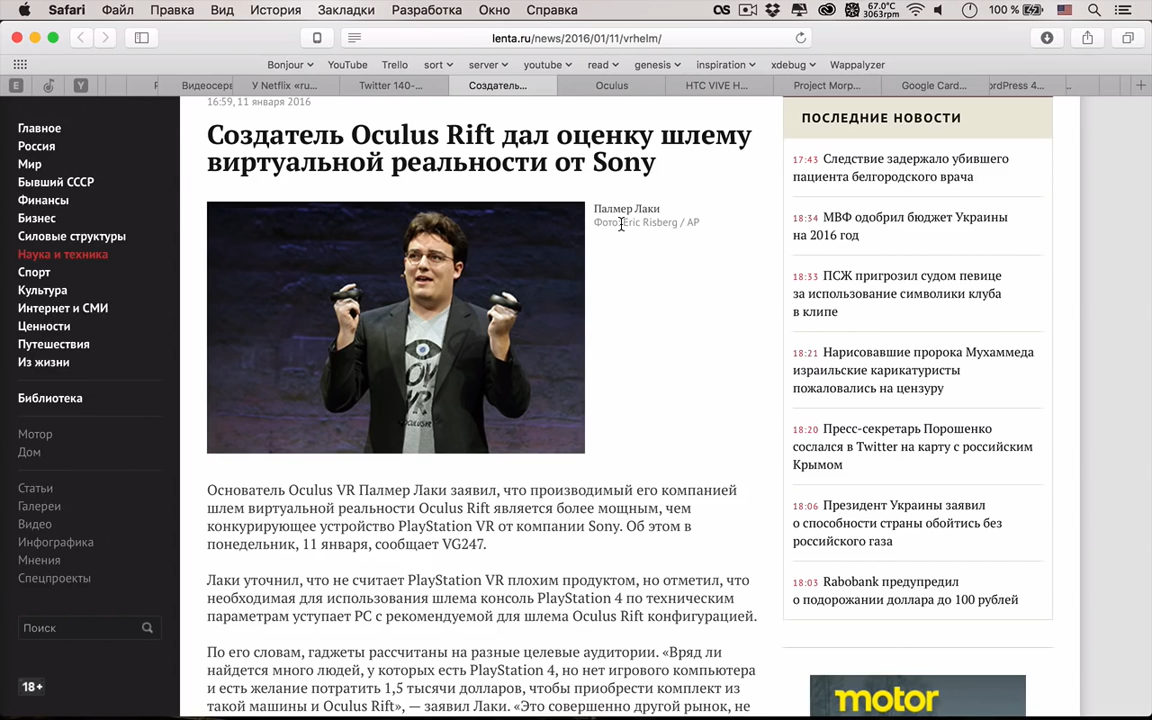 Safari Файл Правка Вид История Закладки Разработка Окно Справка
67.0°C
3063rpm
100 %
lenta.ru/news/2016/01/11/vrhelm/
Bonjour YouTube Trello sort server youtube read genesis inspiration xdebug Wappalyzer
Видеосерв У Netflix «ru... Twitter 140-... Создатель... Oculus HTC VIVE H... Project Morp... Google Card... ordPRESS 4...
16:59, 11 января 2016
Создатель Oculus Rift дал оценку шлему
виртуальной реальности от Sony
Палмер Лаки
Фото: Eric Risberg / AP
Основатель Oculus VR Палмер Лаки заявил, что производимый его компанией
шлем виртуальной реальности Oculus Rift является более мощным, чем
конкурирующее устройство PlayStation VR от компании Sony. Об этом в
понедельник, 11 января, сообщает VG247.
Лаки уточнил, что не считает PlayStation VR плохим продуктом, но отметил, что
необходимая для использования шлема консоль PlayStation 4 по техническим
параметрам уступает PC с рекомендуемой для шлема Oculus Rift конфигурацией.
По его словам, гаджеты рассчитаны на разные целевые аудитории. «Вряд ли
найдется много людей, у которых есть PlayStation 4, но нет игрового компьютера
и есть желание потратить 1,5 тысячи долларов, чтобы приобрести комплект из
такой машины и Oculus Rift», — заявил Лаки. «Это совершенно другой рынок, не
Главное
Россия
Мир
Бывший СССР
Финансы
Бизнес
Силовые структуры
Наука и техника
Спорт
Культура
Интернет и СМИ
Ценности
Путешествия
Из жизни
Библиотека
Мотор
Дом
Статьи
Галереи
Видео
Инфографика
Мнения
Спецпроекты
Поиск
18+
ПОСЛЕДНИЕ НОВОСТИ
17:43 Следствие задержало убившего
пациента белгородского врача
18:34 МВФ одобрил бюджет Украины
на 2016 год
18:33 ПСЖ пригрозил судом певице
за использование символики клуба
в клипе
18:21 Нарисовавшие пророка Мухаммеда
израильские карикатуристы
пожаловались на цензуру
18:20 Пресс-секретарь Порошенко
сослался в Twitter на карту с российским
Крымом
18:06 Президент Украины заявил
о способности страны обойтись без
российского газа
18:03 Rabobank предупредил
о подорожании доллара до 100 рублей
motor